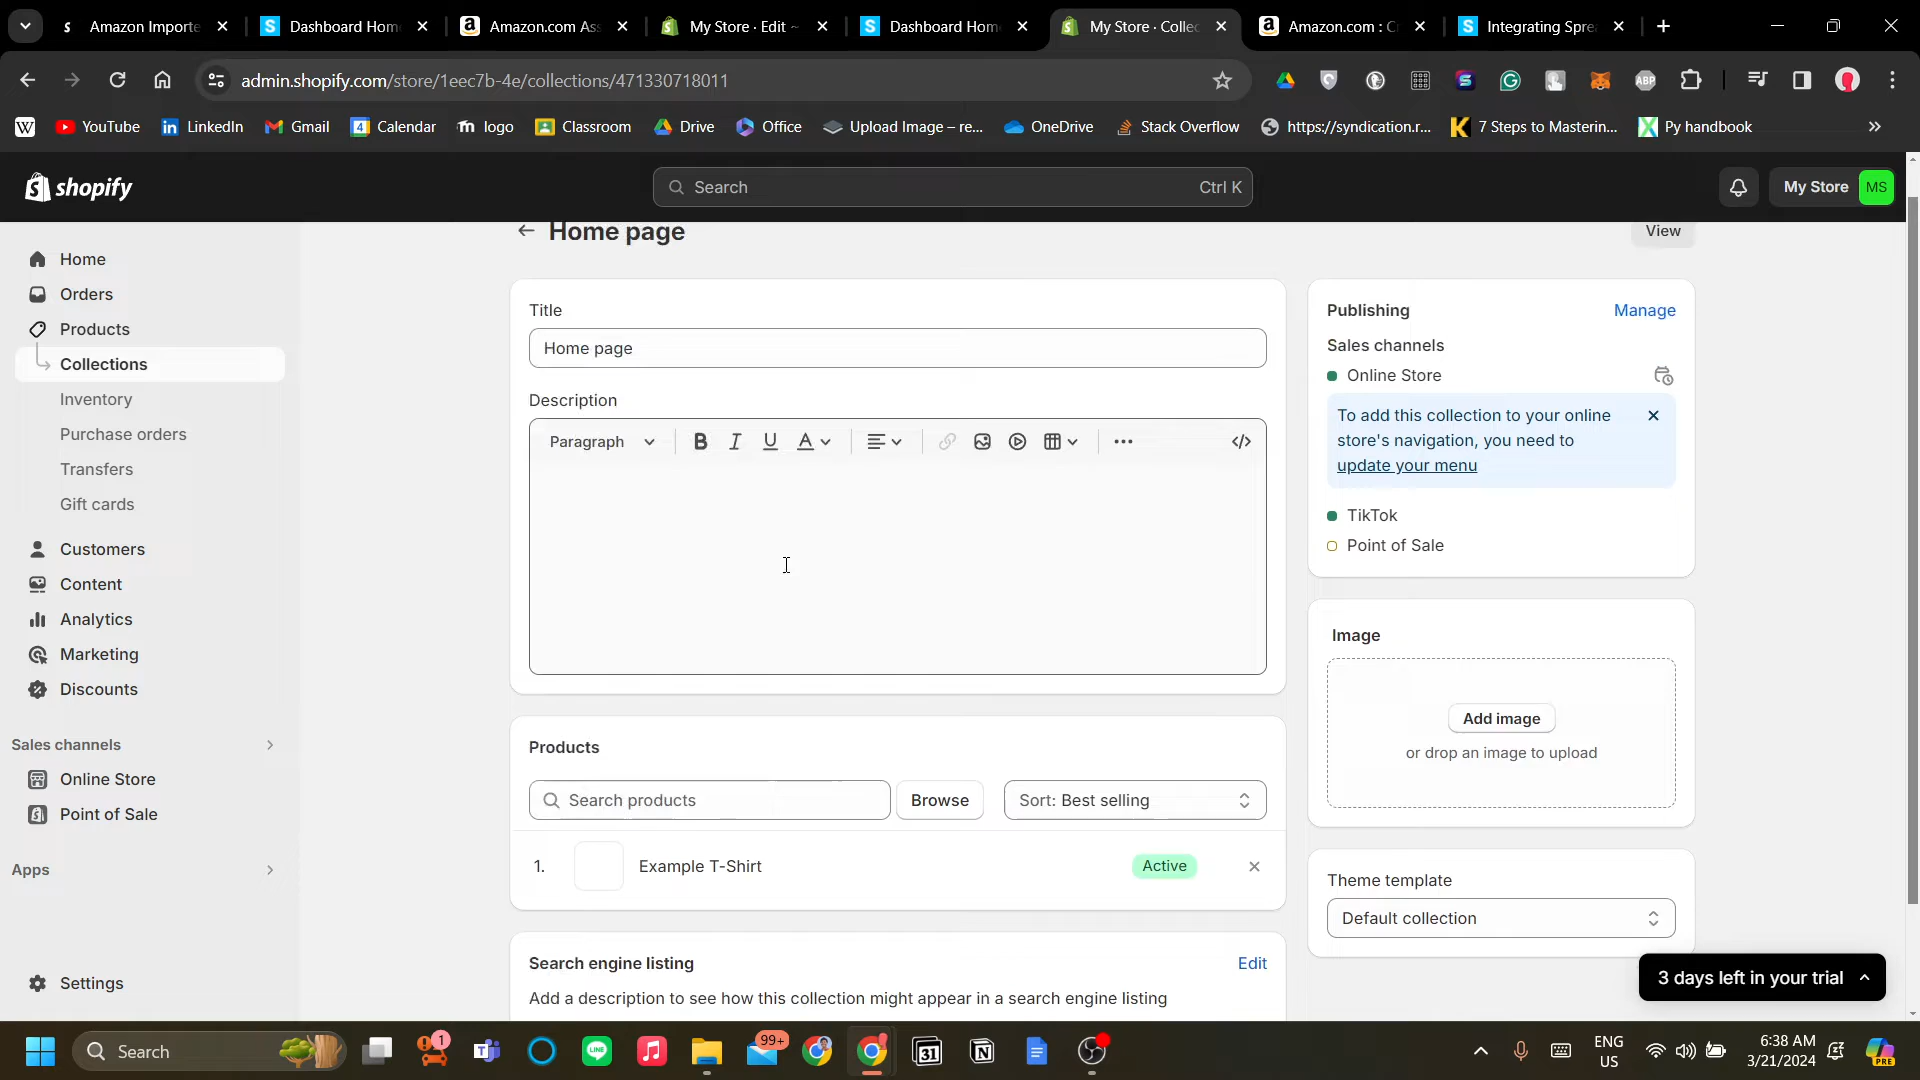 Amazon Importe
Dashboard Hom
Amazon.com Ass
My Store · Edit ~
Dashboard Hom
My Store · Collec
Amazon.com : C
Integrating Spre
admin.shopify.com/store/1eec7b-4e/collections/471330718011
YouTube
LinkedIn
Gmail
Calendar
logo
Classroom
Drive
Office
Upload Image – re...
OneDrive
Stack Overflow
https://syndication.r...
7 Steps to Masterin...
Py handbook
shopify
Search
Ctrl K
My Store
MS
Home
Orders
Products
Collections
Inventory
Purchase orders
Transfers
Gift cards
Customers
Content
Analytics
Marketing
Discounts
Sales channels
Online Store
Point of Sale
Apps
Settings
Home page
View
Title
Home page
Description
Paragraph
Products
Search products
Browse
Sort: Best selling
1.
Example T-Shirt
Active
Search engine listing
Edit
Add a description to see how this collection might appear in a search engine listing
Publishing
Manage
Sales channels
Online Store
To add this collection to your online
store's navigation, you need to
update your menu
TikTok
Point of Sale
Image
Add image
or drop an image to upload
Theme template
Default collection
3 days left in your trial
Search
1
99+
31
ENG
US
6:38 AM
3/21/2024
PRE